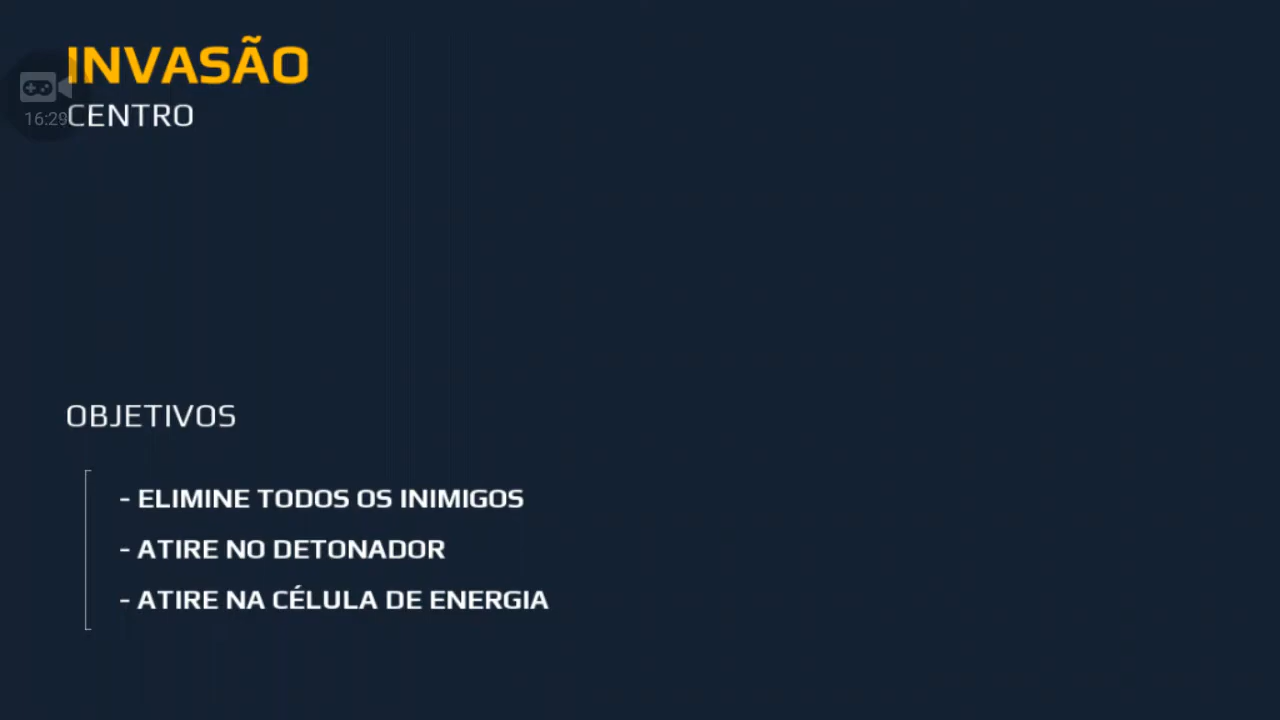 INVASÃO
16:29
CENTRO
OBJETIVOS
- ELIMINE TODOS OS INIMIGOS
- ATIRE NO DETONADOR
- ATIRE NA CÉLULA DE ENERGIA